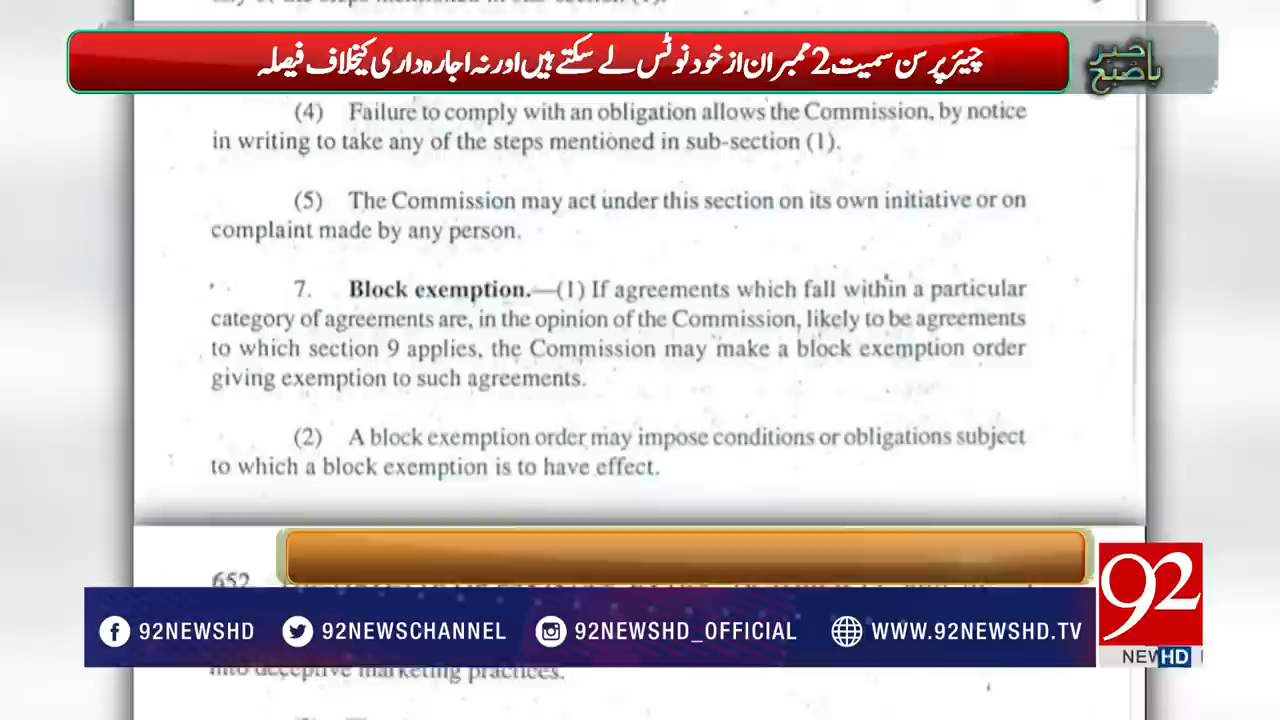 چیئرپرسن سمیت 2 ممبران از خود نوٹس لے سکتے ہیں اور نہ اجارہ داری کیخلاف فیصلہ
باخبر صبح
(4) Failure to comply with an obligation allows the Commission, by notice
in writing to take any of the steps mentioned in sub-section (1).
(5) The Commission may act under this section on its own initiative or on
complaint made by any person.
7. Block exemption.—(1) If agreements which fall within a particular
category of agreements are, in the opinion of the Commission, likely to be agreements
to which section 9 applies, the Commission may make a block exemption order
giving exemption to such agreements.
(2) A block exemption order may impose conditions or obligations subject
to which a block exemption is to have effect.
652
92NEWSHD 92NEWSCHANNEL 92NEWSHD_OFFICIAL WWW.92NEWSHD.TV
92
NEW HD
into deceptive marketing practices.